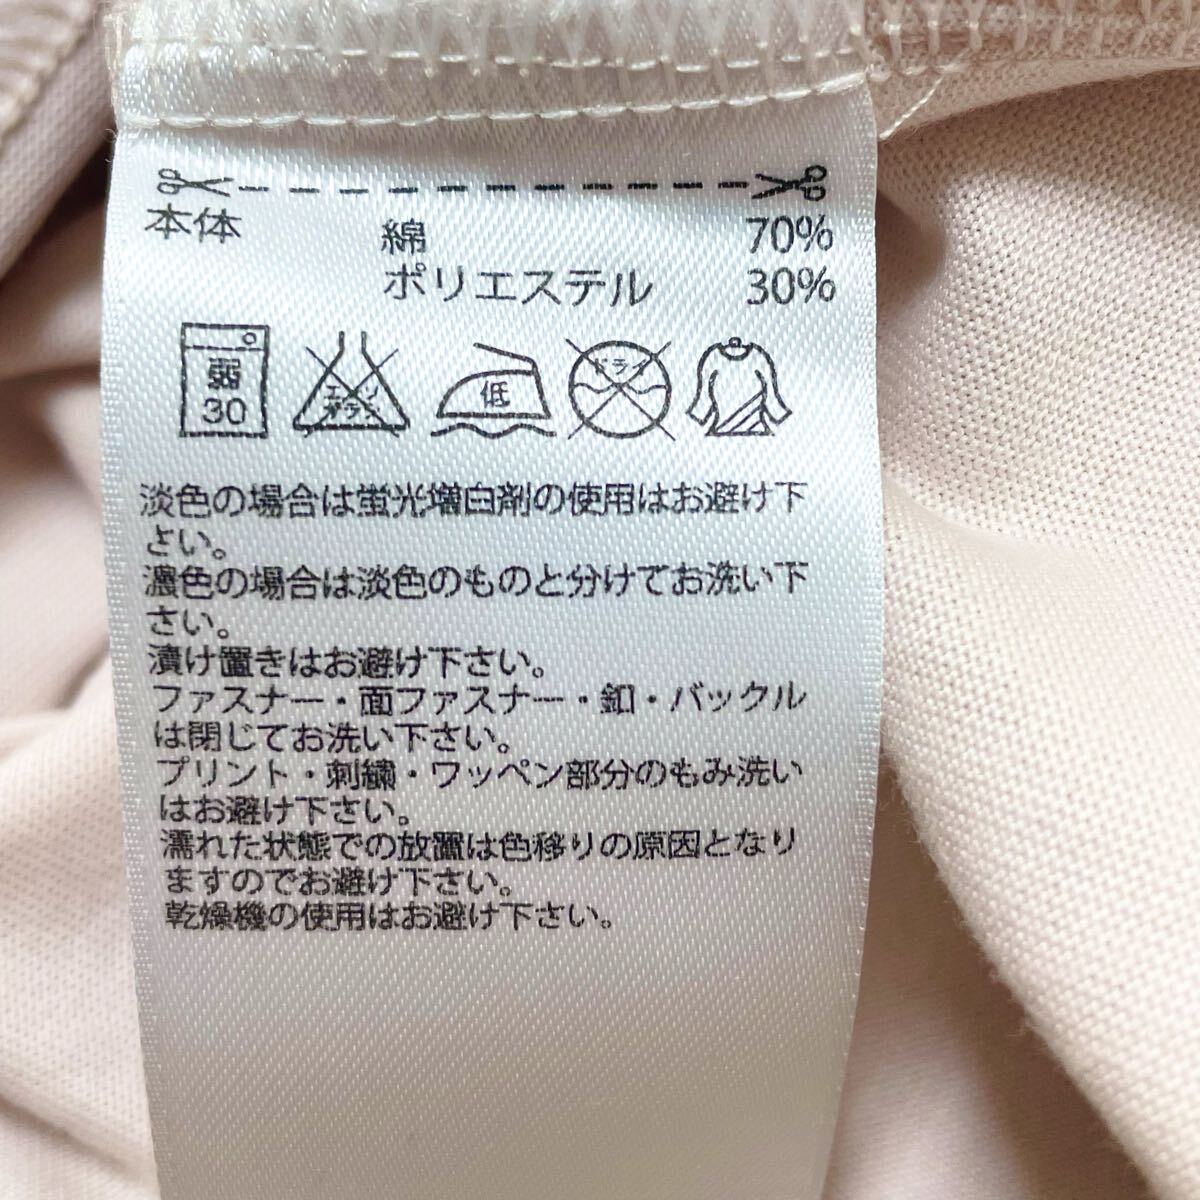 本体 綿 70%
ポリエステル 30%
弱
30
エンソ
サラシ
低
ドライ
淡色の場合は蛍光増白剤の使用はお避け下
さい。
濃色の場合は淡色のものと分けてお洗い下
さい。
漬け置きはお避け下さい。
ファスナー・面ファスナー・釦・バックル
は閉じてお洗い下さい。
プリント・刺繍・ワッペン部分のもみ洗い
はお避け下さい。
濡れた状態での放置は色移りの原因となり
ますのでお避け下さい。
乾燥機の使用はお避け下さい。